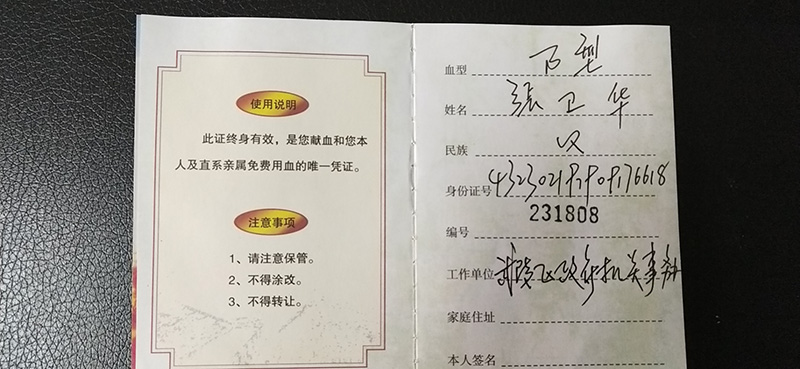 使用说明
此证终身有效，是您献血和您本
人及直系亲属免费用血的唯一凭证。
注意事项
1、请注意保管。
2、不得涂改。
3、不得转让。
血型 B型
姓名 張卫华
民族 汉
身份证号
编号 231808
工作单位
家庭住址
本人签名